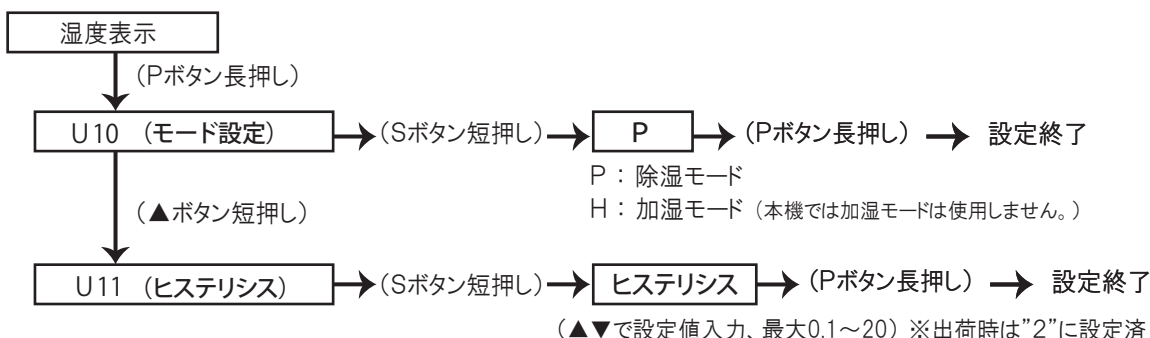 湿度表示
(Pボタン長押し)
U10 (モード設定) (Sボタン短押し) P (Pボタン長押し) 設定終了
P : 除湿モード
H : 加湿モード (本機では加湿モードは使用しません。)
(▲ボタン短押し)
U11 (ヒステリシス) (Sボタン短押し) ヒステリシス (Pボタン長押し) 設定終了
(▲▼で設定値入力、最大0.1～20) ※出荷時は"2"に設定済